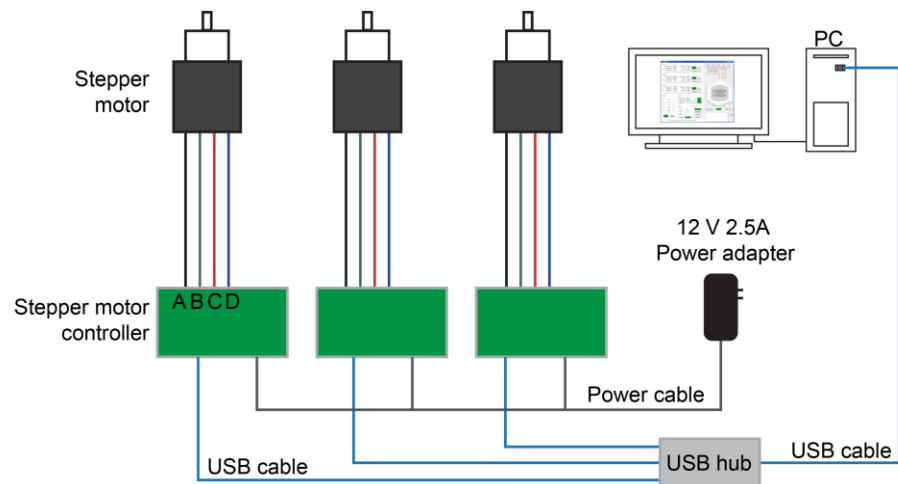 PC
Stepper
motor
12 V 2.5A
Power adapter
ABCD
Stepper motor
controller
Power cable
USB cable
USB hub
USB cable